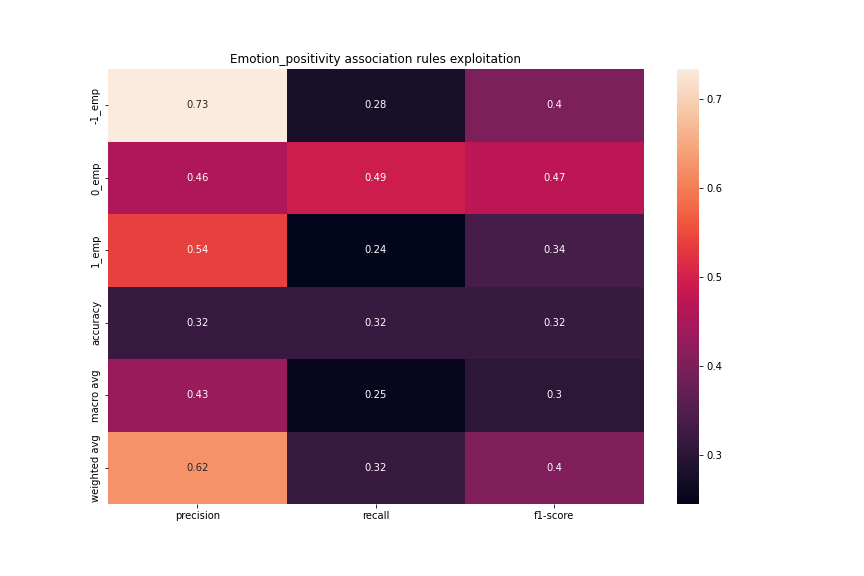 Emotion_positivity association rules exploitation
-1_emp
0.73 0.28 0.4
0_emp
0.46 0.49 0.47
1_emp
0.54 0.24 0.34
accuracy
0.32 0.32 0.32
macro avg
0.43 0.25 0.3
weighted avg
0.62 0.32 0.4
precision recall f1-score
0.7
0.6
0.5
0.4
0.3